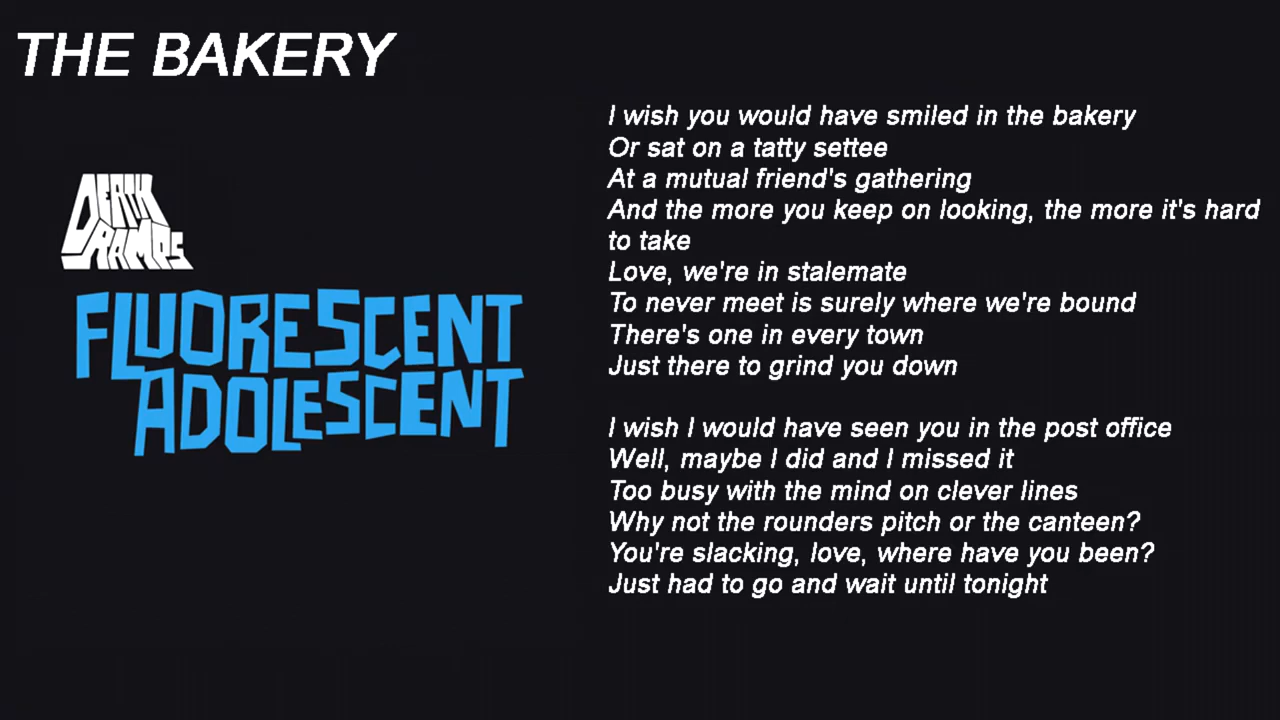 THE BAKERY
DEATH
RAMPS
FLUORESCENT
ADOLESCENT
I wish you would have smiled in the bakery
Or sat on a tatty settee
At a mutual friend's gathering
And the more you keep on looking, the more it's hard
to take
Love, we're in stalemate
To never meet is surely where we're bound
There's one in every town
Just there to grind you down
I wish I would have seen you in the post office
Well, maybe I did and I missed it
Too busy with the mind on clever lines
Why not the rounders pitch or the canteen?
You're slacking, love, where have you been?
Just had to go and wait until tonight